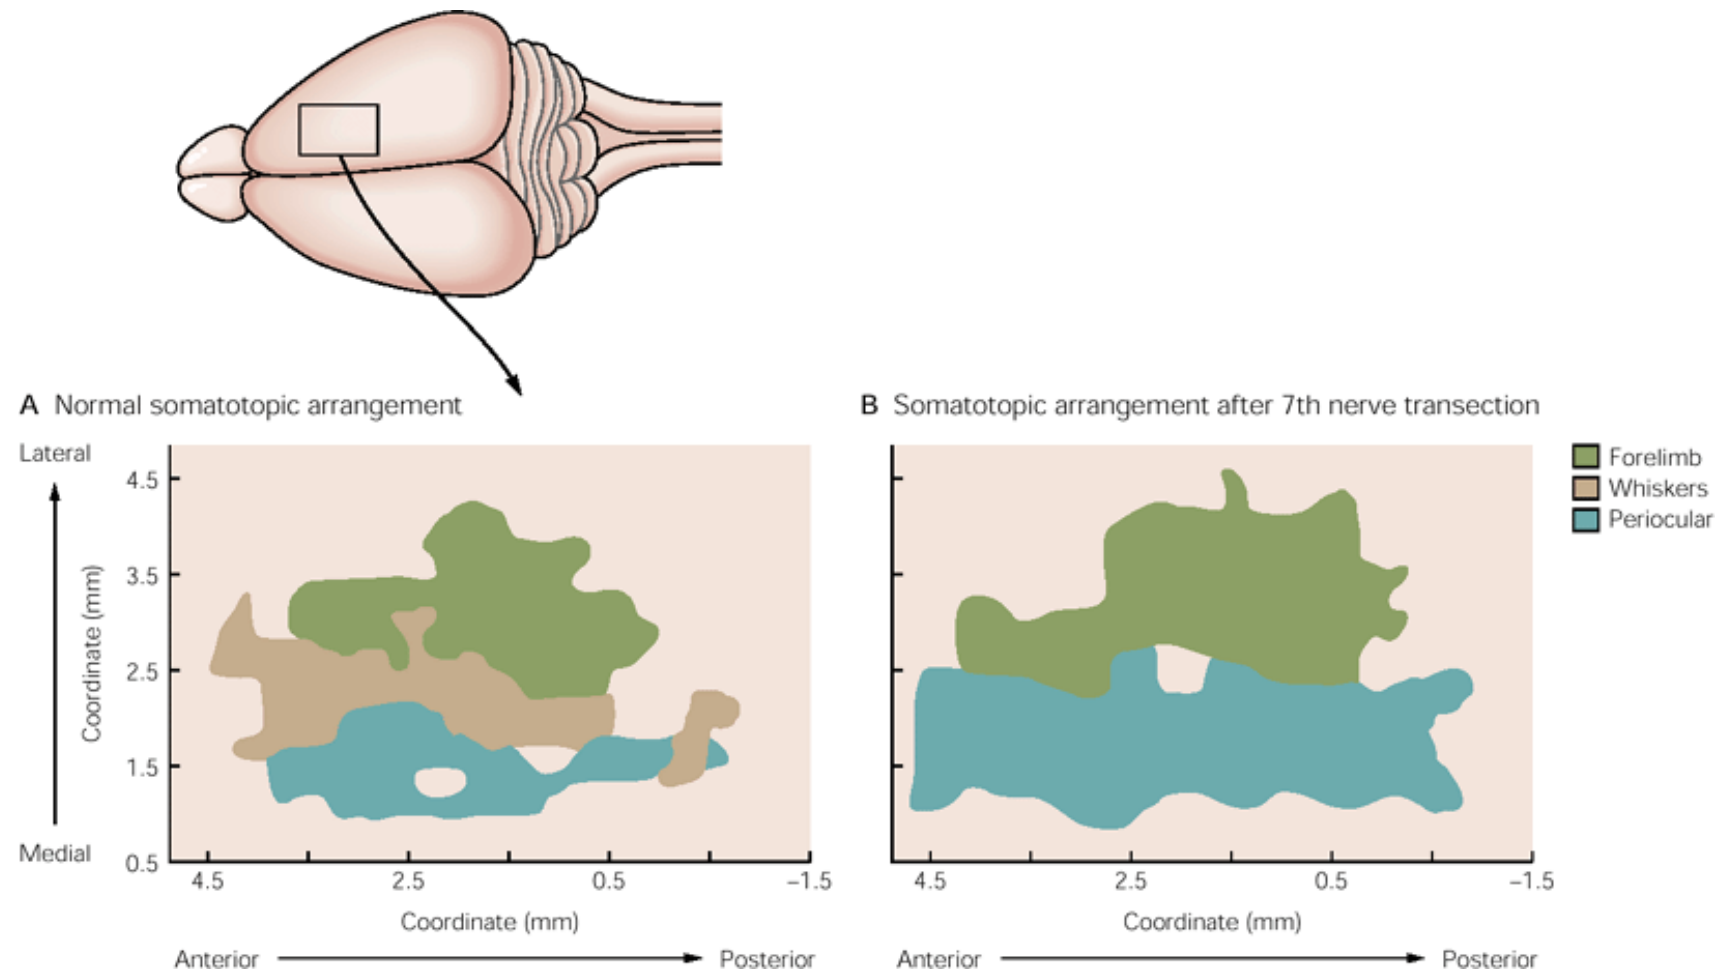 A Normal somatotopic arrangement
Lateral
4.5
3.5
2.5
1.5
0.5
Medial
Coordinate (mm)
4.5 2.5 0.5 −1.5
Coordinate (mm)
Anterior Posterior
B Somatotopic arrangement after 7th nerve transection
4.5 2.5 0.5 −1.5
Coordinate (mm)
Anterior Posterior
Forelimb
Whiskers
Periocular